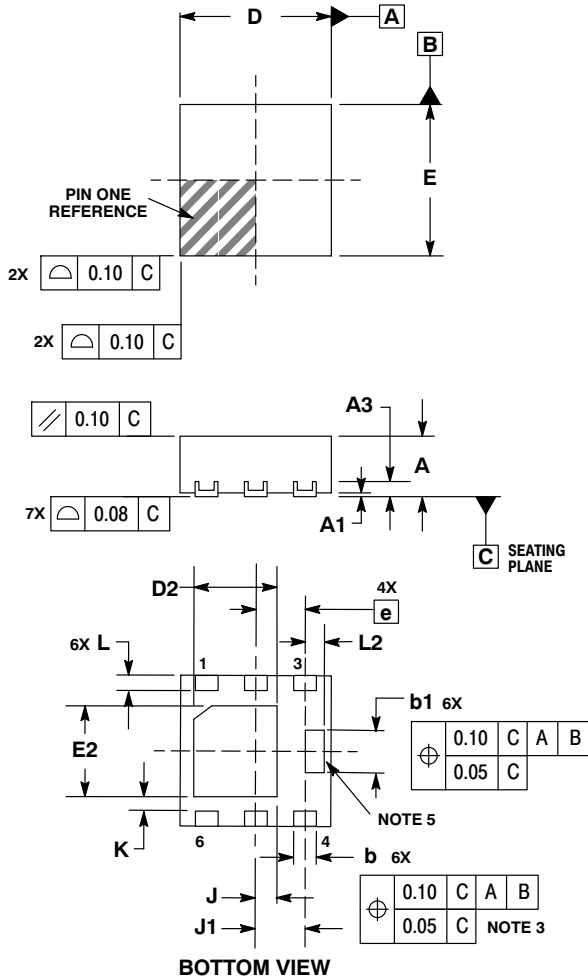 D
A
B
E
PIN ONE
REFERENCE
2X ⌓ 0.10 C
2X ⌓ 0.10 C
A3
⫽ 0.10 C
A
7X ⌓ 0.08 C
A1
C SEATING
PLANE
D2
4X
e
6X L
L2
1 3
b1 6X
⌖ 0.10 C A B
0.05 C
E2
NOTE 5
K
6 4
b 6X
J
⌖ 0.10 C A B
0.05 C NOTE 3
J1
BOTTOM VIEW